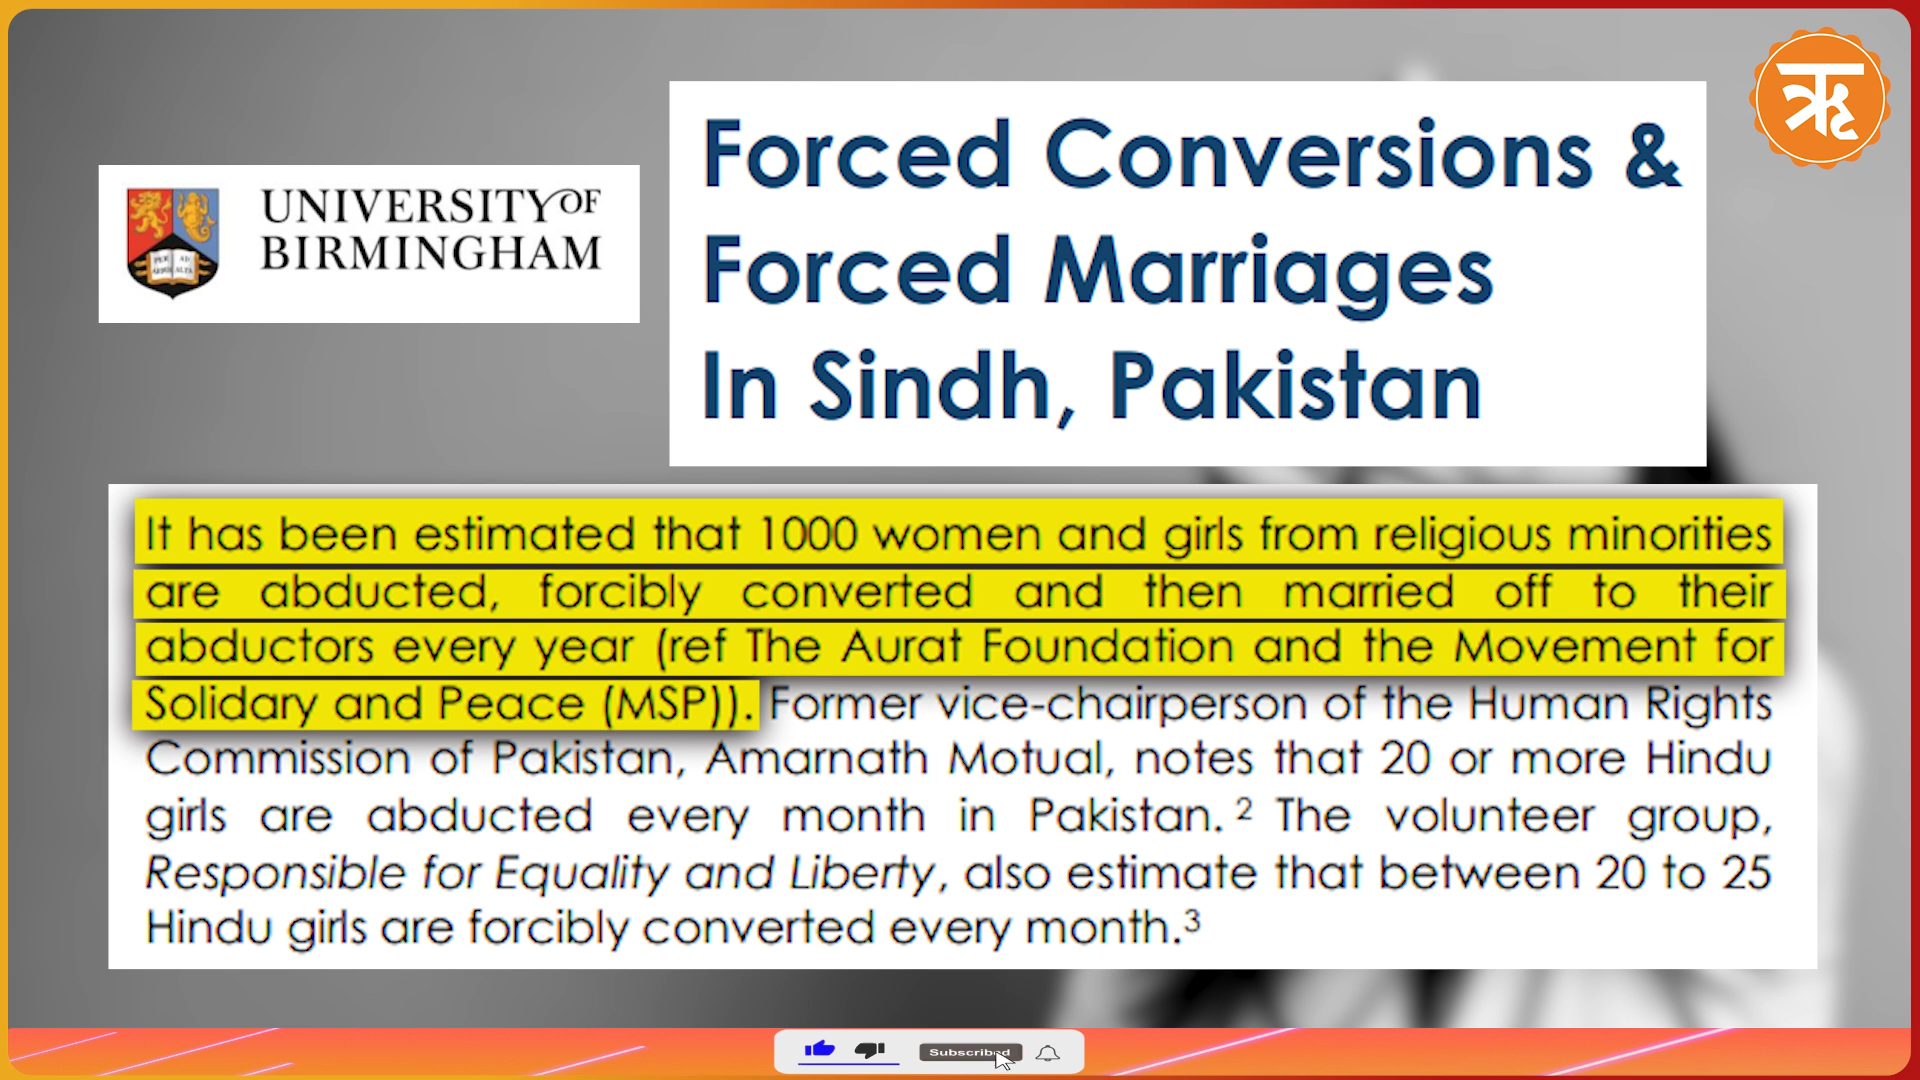 UNIVERSITY OF
BIRMINGHAM
Forced Conversions &
Forced Marriages
In Sindh, Pakistan
ऋ
It has been estimated that 1000 women and girls from religious minorities
are abducted, forcibly converted and then married off to their
abductors every year (ref The Aurat Foundation and the Movement for
Solidary and Peace (MSP)). Former vice-chairperson of the Human Rights
Commission of Pakistan, Amarnath Motual, notes that 20 or more Hindu
girls are abducted every month in Pakistan.² The volunteer group,
Responsible for Equality and Liberty, also estimate that between 20 to 25
Hindu girls are forcibly converted every month.³
Subscribed